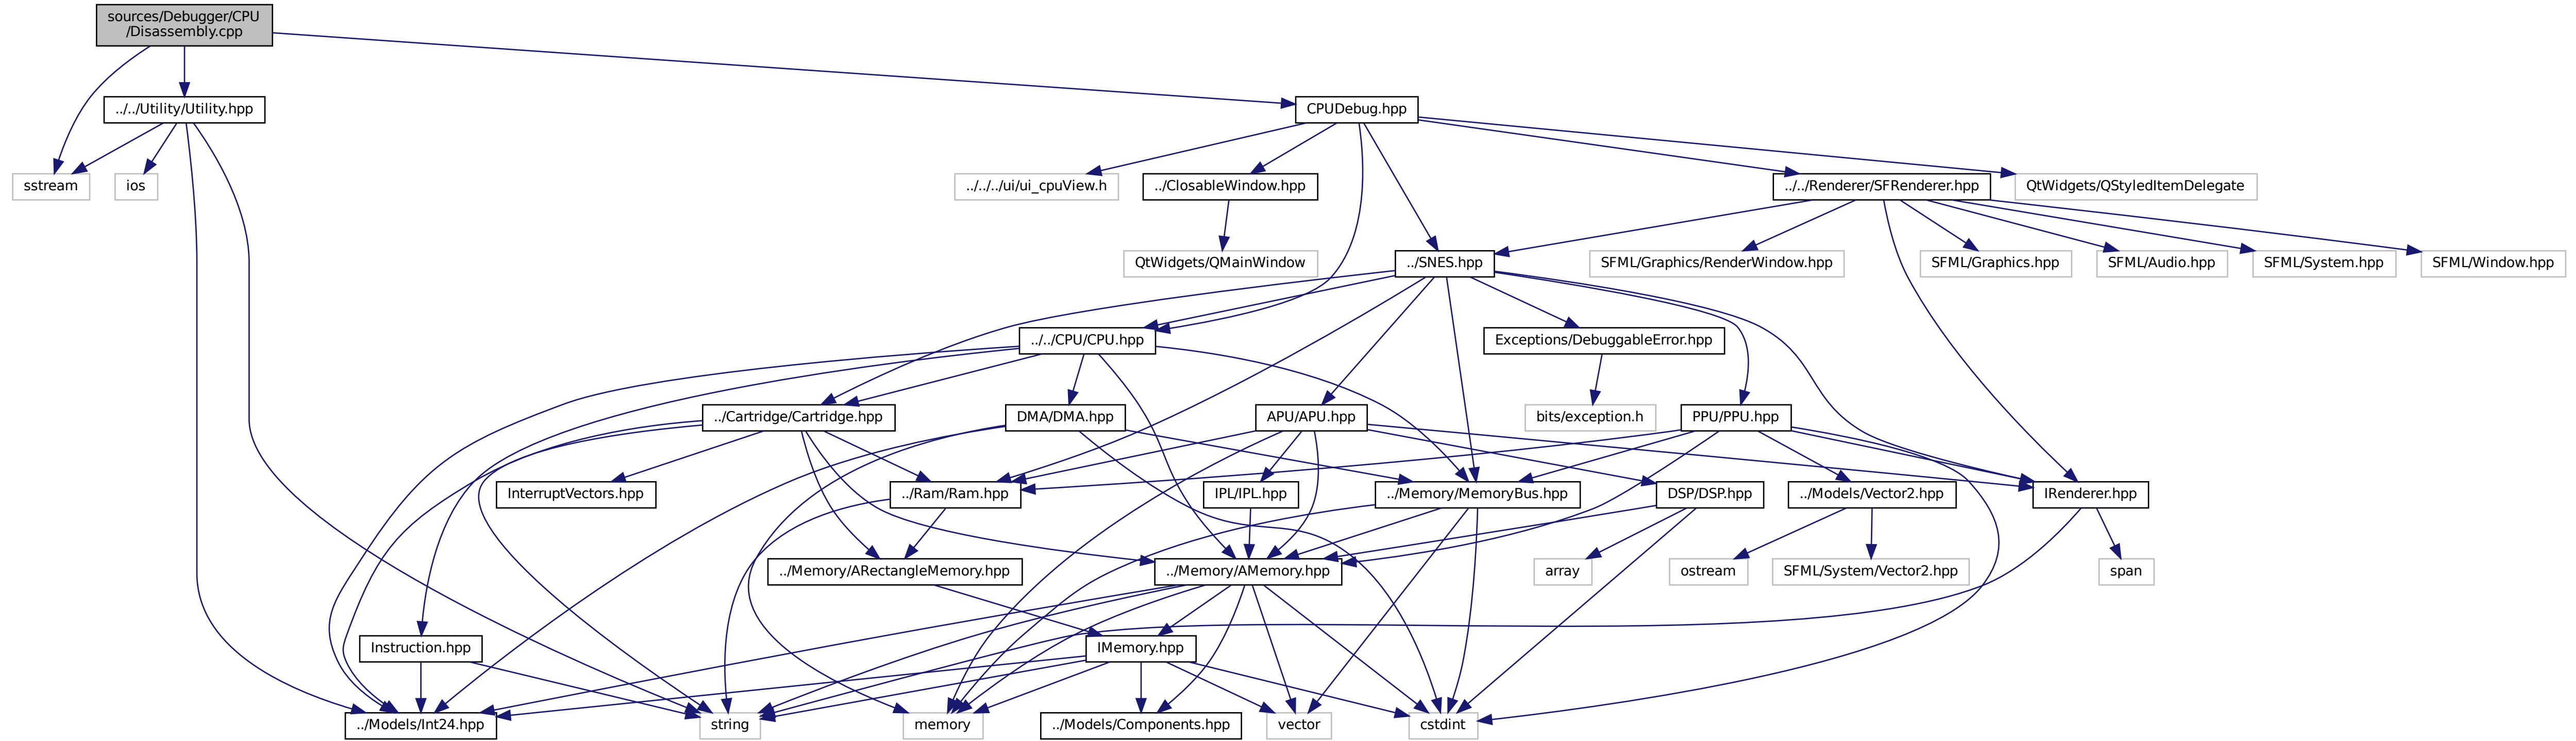 sources/Debugger/CPU
/Disassembly.cpp
../../Utility/Utility.hpp
CPUDebug.hpp
sstream
ios
../../../ui/ui_cpuView.h
../ClosableWindow.hpp
../../Renderer/SFRenderer.hpp
QtWidgets/QStyledItemDelegate
QtWidgets/QMainWindow
../SNES.hpp
SFML/Graphics/RenderWindow.hpp
SFML/Graphics.hpp
SFML/Audio.hpp
SFML/System.hpp
SFML/Window.hpp
../../CPU/CPU.hpp
Exceptions/DebuggableError.hpp
../Cartridge/Cartridge.hpp
DMA/DMA.hpp
APU/APU.hpp
bits/exception.h
PPU/PPU.hpp
InterruptVectors.hpp
../Ram/Ram.hpp
IPL/IPL.hpp
../Memory/MemoryBus.hpp
DSP/DSP.hpp
../Models/Vector2.hpp
IRenderer.hpp
../Memory/ARectangleMemory.hpp
../Memory/AMemory.hpp
array
ostream
SFML/System/Vector2.hpp
span
Instruction.hpp
IMemory.hpp
../Models/Int24.hpp
string
memory
../Models/Components.hpp
vector
cstdint